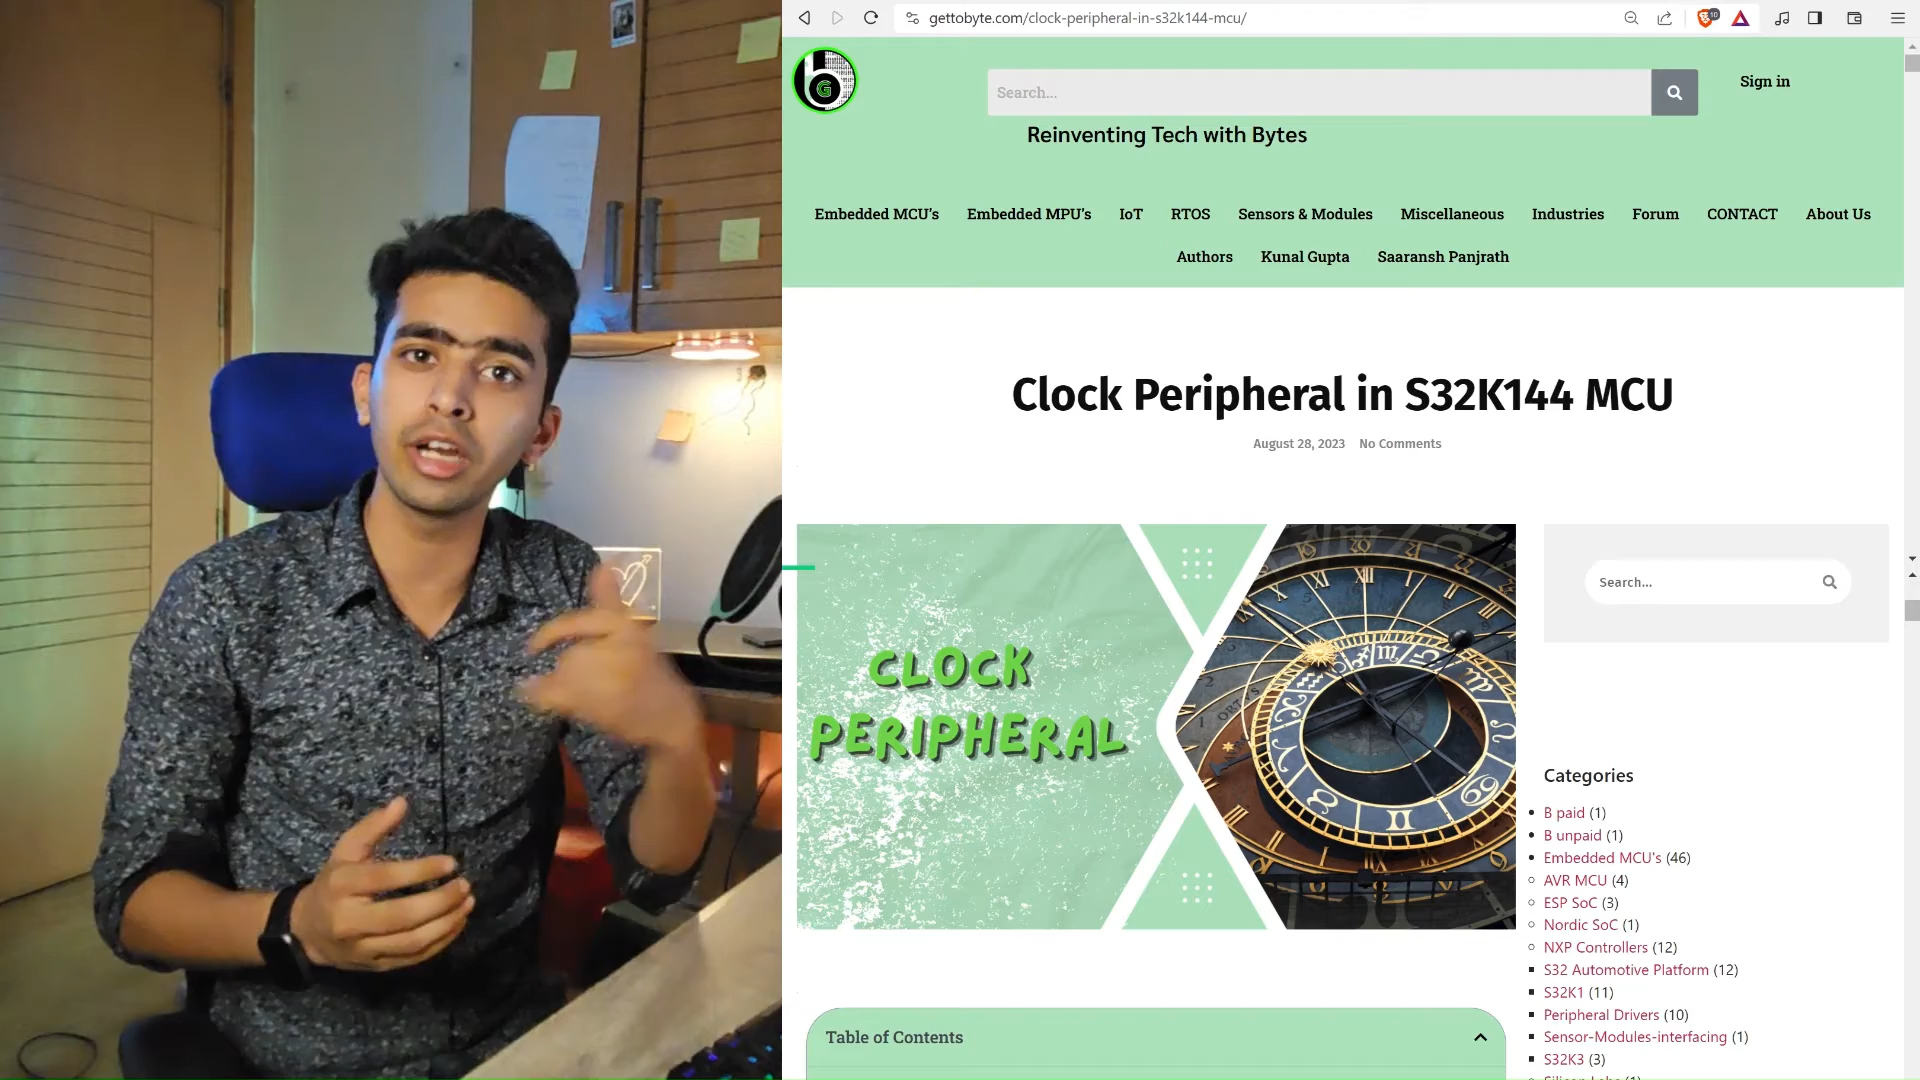 gettobyte.com/clock-peripheral-in-s32k144-mcu/
10
G
Search...
Sign in
Reinventing Tech with Bytes
Embedded MCU's Embedded MPU's IoT RTOS Sensors & Modules Miscellaneous Industries Forum CONTACT About Us
Authors Kunal Gupta Saaransh Panjrath
Clock Peripheral in S32K144 MCU
August 28, 2023 No Comments
CLOCK
PERIPHERAL
Search...
Categories
B paid (1)
B unpaid (1)
Embedded MCU's (46)
AVR MCU (4)
ESP SoC (3)
Nordic SoC (1)
NXP Controllers (12)
S32 Automotive Platform (12)
S32K1 (11)
Peripheral Drivers (10)
Sensor-Modules-interfacing (1)
S32K3 (3)
Table of Contents